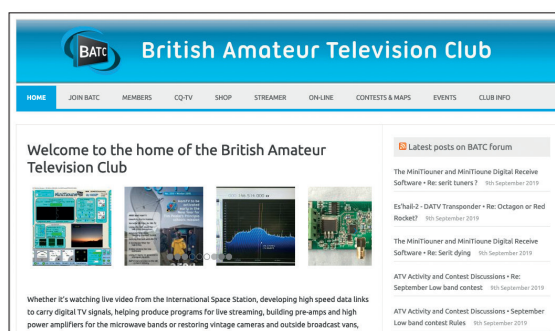 BATC
British Amateur Television Club
HOME JOIN BATC MEMBERS CQ-TV SHOP STREAMER ON-LINE CONTESTS & MAPS EVENTS CLUB INFO
Welcome to the home of the British Amateur
Television Club
Whether it's watching live video from the International Space Station, developing high speed data links
to carry digital TV signals, helping produce programs for live streaming, building pre-amps and high
power amplifiers for the microwave bands or restoring vintage cameras and outside broadcast vans,
Latest posts on BATC forum
The MiniTiouner and MiniTioune Digital Receive
Software • Re: serit tuners ? 9th September 2019
Es'hail-2 - DATV Transponder • Re: Octagon or Red
Rocket? 9th September 2019
The MiniTiouner and MiniTioune Digital Receive
Software • Re: Serit dying 9th September 2019
ATV Activity and Contest Discussions • Re:
September Low band contest 9th September 2019
ATV Activity and Contest Discussions • September
Low band contest Rules 9th September 2019